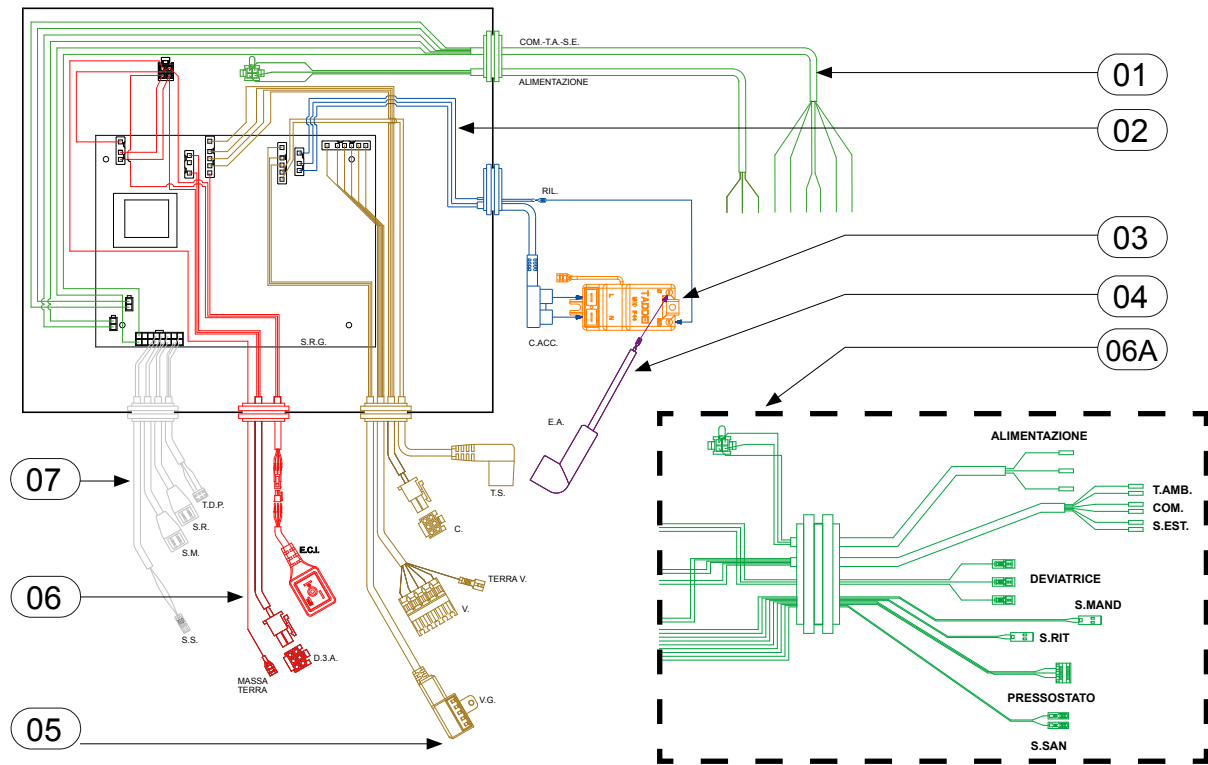 COM.-T.A.-S.E.
ALIMENTAZIONE
01
02
RIL.
03
04
06A
L
N
C.ACC.
S.R.G.
E.A.
T.S.
C.
07
T.D.P.
S.R.
S.M.
E.C.I.
TERRA V.
V.
06
S.S.
D.3.A.
MASSA
TERRA
V.G.
05
ALIMENTAZIONE
T.AMB.
COM.
S.EST.
DEVIATRICE
S.MAND
S.RIT
PRESSOSTATO
S.SAN